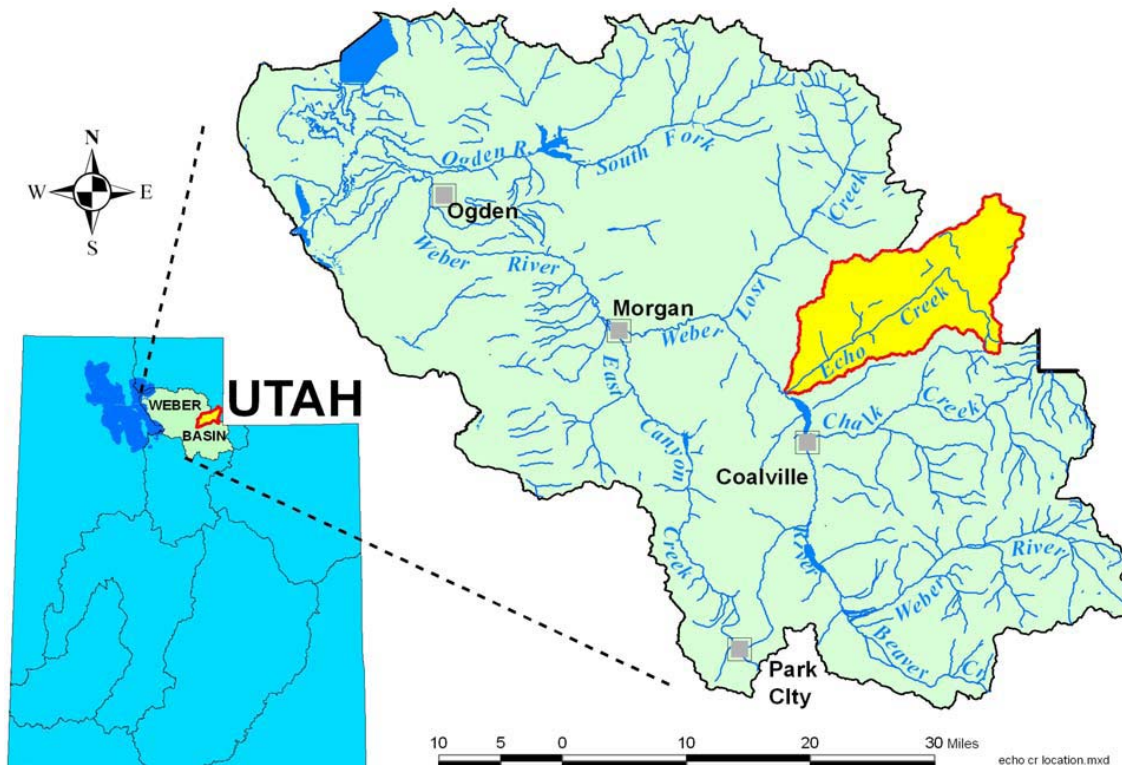 N
W E
S
Ogden R.
South Fork
Ogden
Creek
Weber River
Lost
Morgan
Weber
Echo Creek
East
Canyon
Creek
Chalk Creek
Coalville
River
Weber River
Beaver Cr.
Park
CIty
UTAH
WEBER
BASIN
10 5 0 10 20 30 Miles
echo cr location.mxd